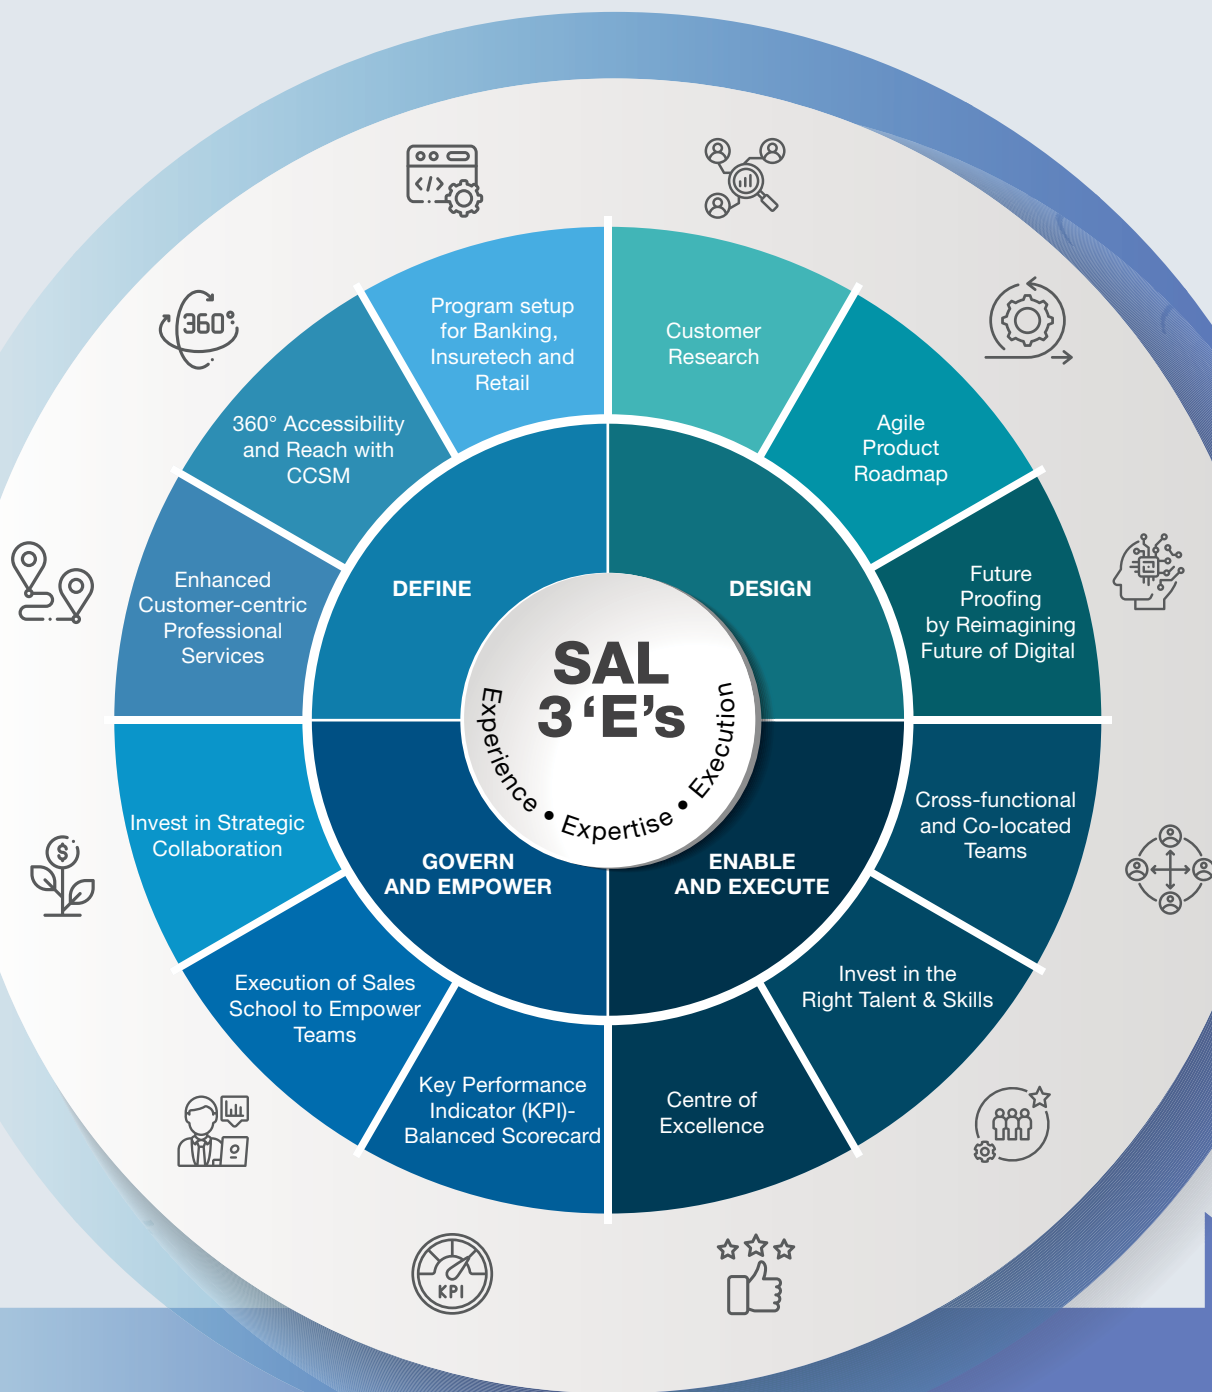 360°
KPI
$
Program setup
for Banking,
Insuretech and
Retail
Customer
Research
Agile
Product
Roadmap
Future
Proofing
by Reimagining
Future of Digital
Cross-functional
and Co-located
Teams
Invest in the
Right Talent & Skills
Centre of
Excellence
Key Performance
Indicator (KPI)-
Balanced Scorecard
Execution of Sales
School to Empower
Teams
Invest in Strategic
Collaboration
Enhanced
Customer-centric
Professional
Services
360° Accessibility
and Reach with
CCSM
DEFINE
DESIGN
ENABLE
AND EXECUTE
GOVERN
AND EMPOWER
SAL
3 ‘E’s
Experience • Expertise • Execution